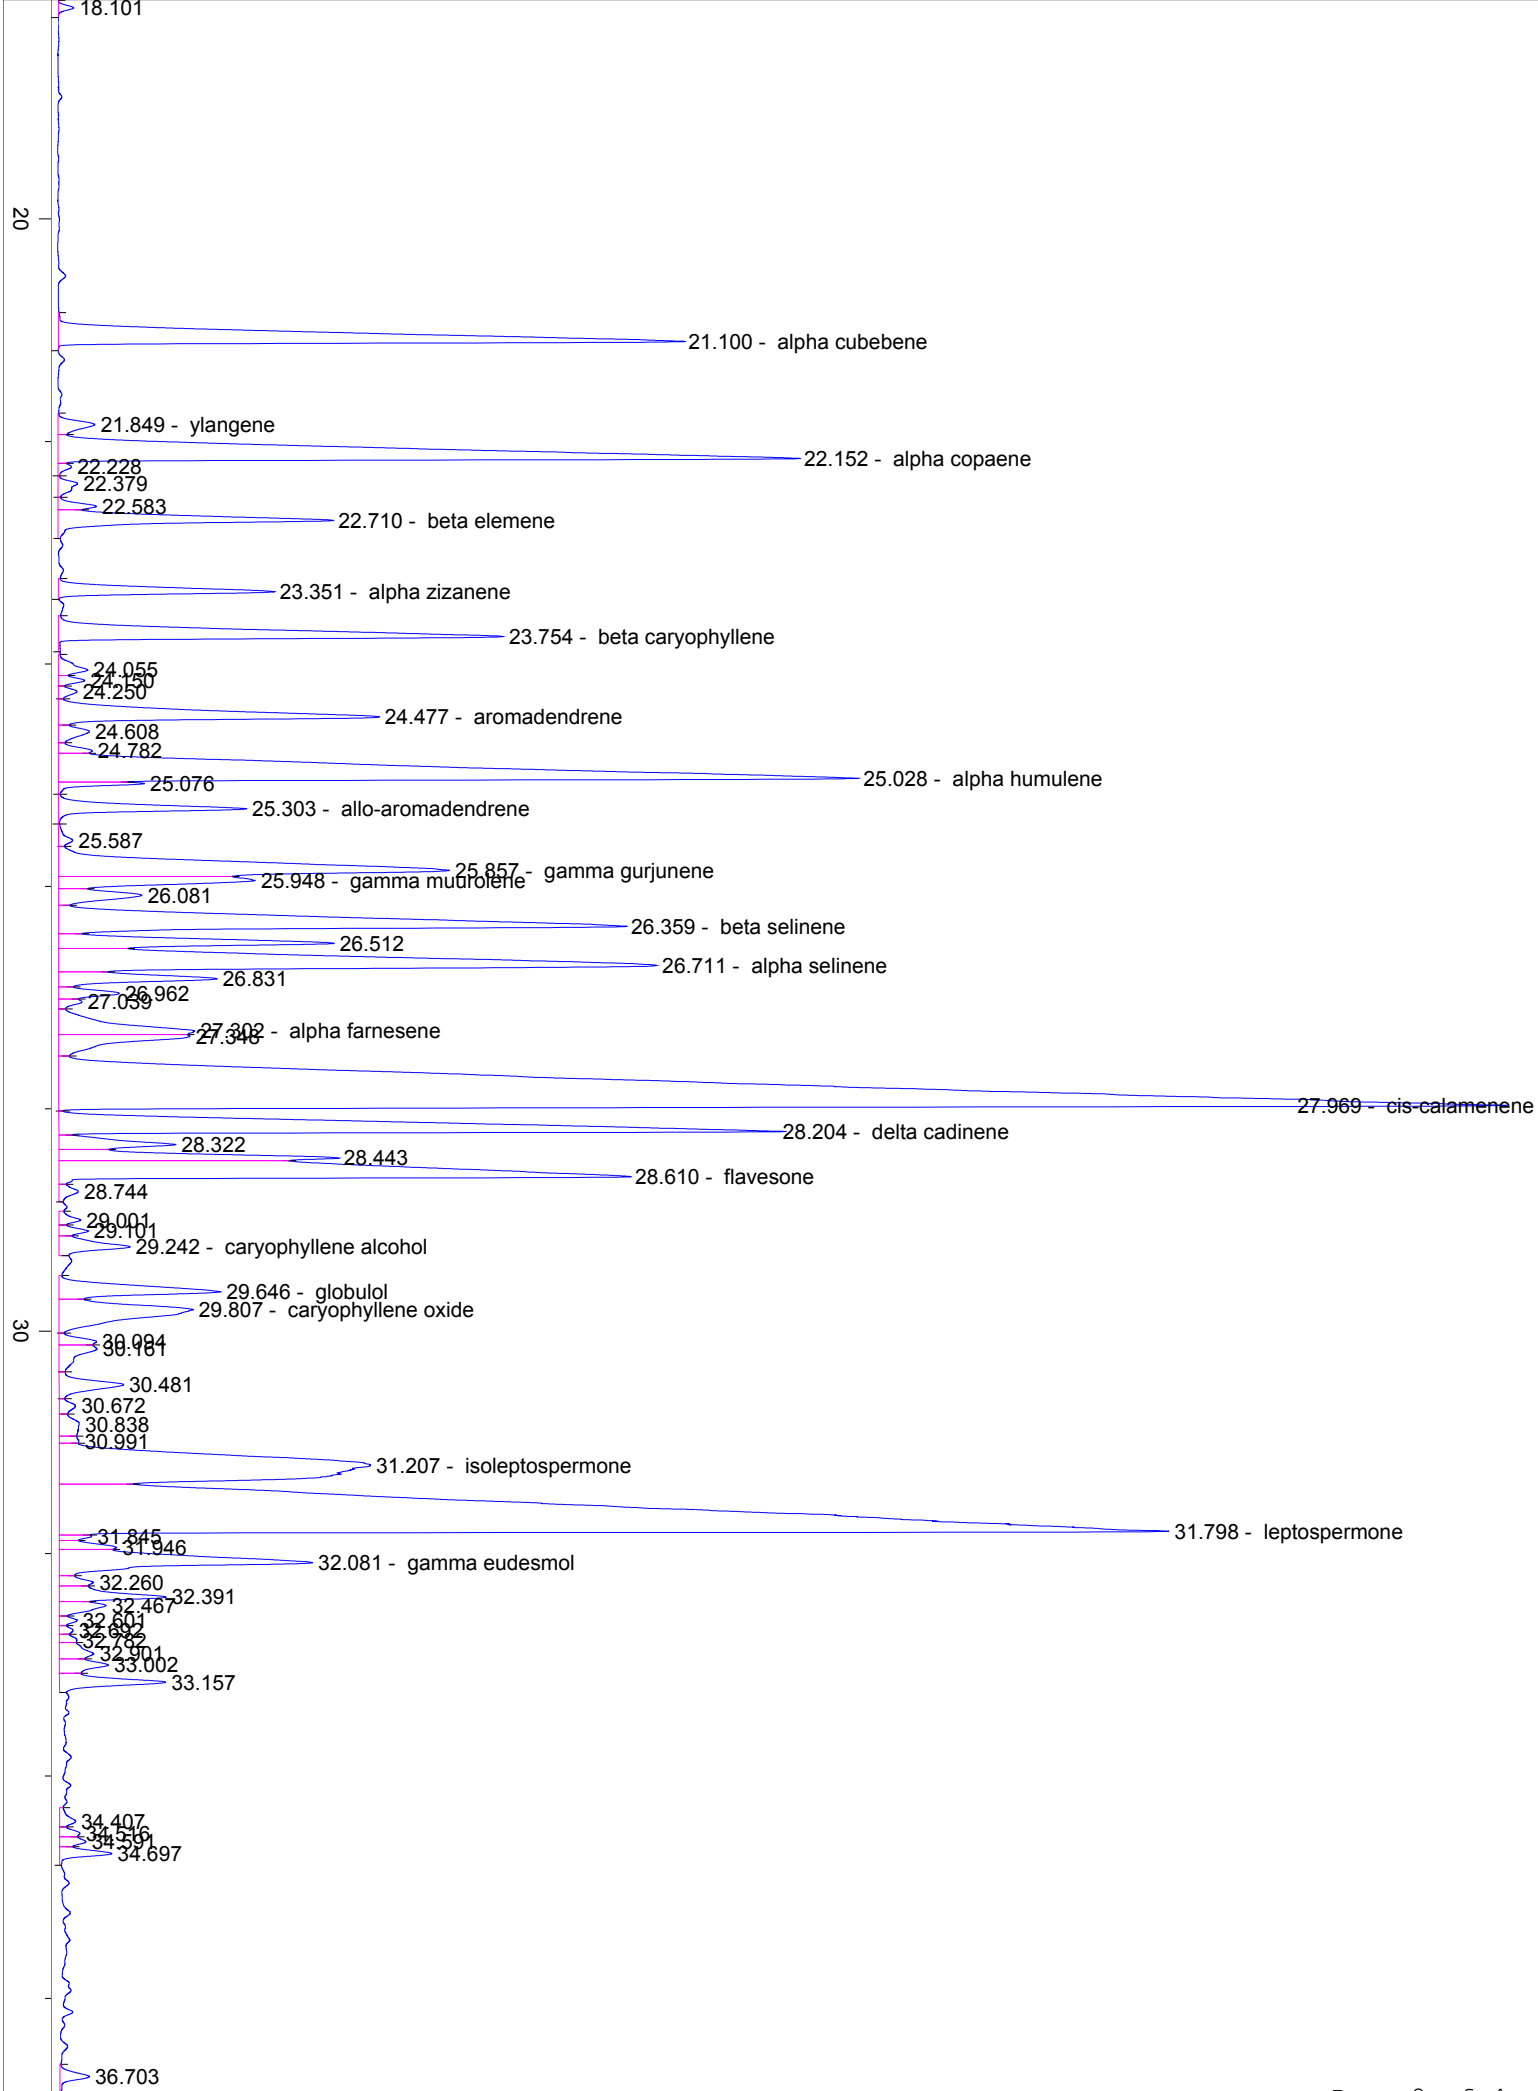 18.101
20
21.100 - alpha cubebene
21.849 - ylangene
22.152 - alpha copaene
22.228
22.379
22.583
22.710 - beta elemene
23.351 - alpha zizanene
23.754 - beta caryophyllene
24.055
24.150
24.250
24.477 - aromadendrene
24.608
24.782
25.028 - alpha humulene
25.076
25.303 - allo-aromadendrene
25.587
25.857 - gamma gurjunene
25.948 - gamma muurolene
26.081
26.359 - beta selinene
26.512
26.711 - alpha selinene
26.831
26.962
27.039
27.302 - alpha farnesene
27.348
27.969 - cis-calamenene
28.204 - delta cadinene
28.322
28.443
28.610 - flavesone
28.744
29.001
29.101
29.242 - caryophyllene alcohol
29.646 - globulol
29.807 - caryophyllene oxide
30
30.094
30.161
30.481
30.672
30.838
30.991
31.207 - isoleptospermone
31.798 - leptospermone
31.845
31.946
32.081 - gamma eudesmol
32.260
32.391
32.467
32.601
32.692
32.782
32.901
33.002
33.157
34.407
34.516
34.591
34.697
36.703